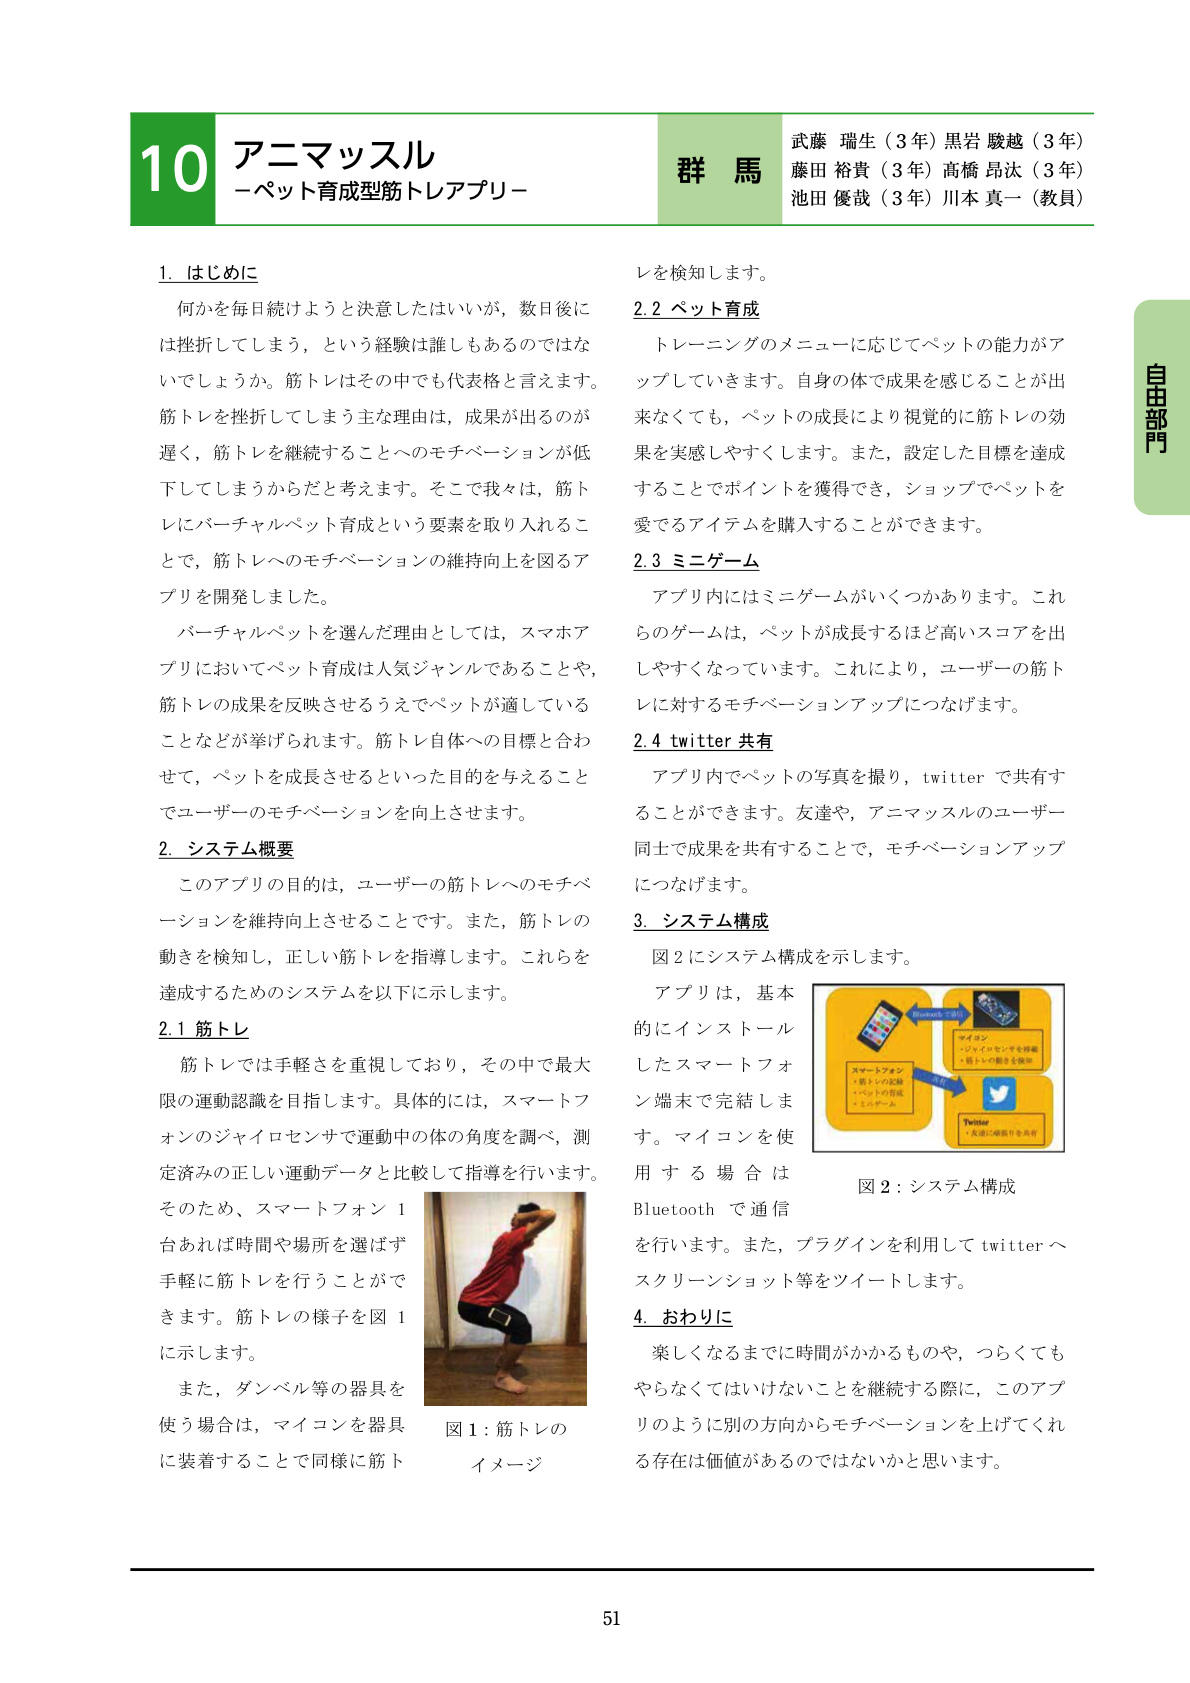 10
アニマッスル
－ペット育成型筋トレアプリ－
群 馬
武藤 瑞生（３年）黒岩 駿越（３年）
藤田 裕貴（３年）髙橋 昂汰（３年）
池田 優哉（３年）川本 真一（教員）
自由部門
1. はじめに
何かを毎日続けようと決意したはいいが，数日後に
は挫折してしまう，という経験は誰しもあるのではな
いでしょうか。筋トレはその中でも代表格と言えます。
筋トレを挫折してしまう主な理由は，成果が出るのが
遅く，筋トレを継続することへのモチベーションが低
下してしまうからだと考えます。そこで我々は，筋ト
レにバーチャルペット育成という要素を取り入れるこ
とで，筋トレへのモチベーションの維持向上を図るア
プリを開発しました。
バーチャルペットを選んだ理由としては，スマホア
プリにおいてペット育成は人気ジャンルであることや，
筋トレの成果を反映させるうえでペットが適している
ことなどが挙げられます。筋トレ自体への目標と合わ
せて，ペットを成長させるといった目的を与えること
でユーザーのモチベーションを向上させます。
2. システム概要
このアプリの目的は，ユーザーの筋トレへのモチベ
ーションを維持向上させることです。また，筋トレの
動きを検知し，正しい筋トレを指導します。これらを
達成するためのシステムを以下に示します。
2.1 筋トレ
筋トレでは手軽さを重視しており，その中で最大
限の運動認識を目指します。具体的には，スマートフ
ォンのジャイロセンサで運動中の体の角度を調べ，測
定済みの正しい運動データと比較して指導を行います。
そのため、スマートフォン 1
台あれば時間や場所を選ばず
手軽に筋トレを行うことがで
きます。筋トレの様子を図 1
に示します。
また，ダンベル等の器具を
使う場合は，マイコンを器具
に装着することで同様に筋ト
図 1：筋トレの
イメージ
レを検知します。
2.2 ペット育成
トレーニングのメニューに応じてペットの能力がア
ップしていきます。自身の体で成果を感じることが出
来なくても，ペットの成長により視覚的に筋トレの効
果を実感しやすくします。また，設定した目標を達成
することでポイントを獲得でき，ショップでペットを
愛でるアイテムを購入することができます。
2.3 ミニゲーム
アプリ内にはミニゲームがいくつかあります。これ
らのゲームは，ペットが成長するほど高いスコアを出
しやすくなっています。これにより，ユーザーの筋ト
レに対するモチベーションアップにつなげます。
2.4 twitter 共有
アプリ内でペットの写真を撮り，twitter で共有す
ることができます。友達や，アニマッスルのユーザー
同士で成果を共有することで，モチベーションアップ
につなげます。
3. システム構成
図 2 にシステム構成を示します。
アプリは，基本
的にインストール
したスマートフォ
ン端末で完結しま
す。マイコンを使
用する場合は
Bluetooth で通信
を行います。また，プラグインを利用して twitter へ
スクリーンショット等をツイートします。
Bluetooth で通信
マイコン
・ジャイロセンサを搭載
・筋トレの動きを検知
スマートフォン
・筋トレの記録
・ペットの育成
・ミニゲーム
共有
Twitter
・友達に頑張りを共有
図 2：システム構成
4. おわりに
楽しくなるまでに時間がかかるものや，つらくても
やらなくてはいけないことを継続する際に，このアプ
リのように別の方向からモチベーションを上げてくれ
る存在は価値があるのではないかと思います。
51